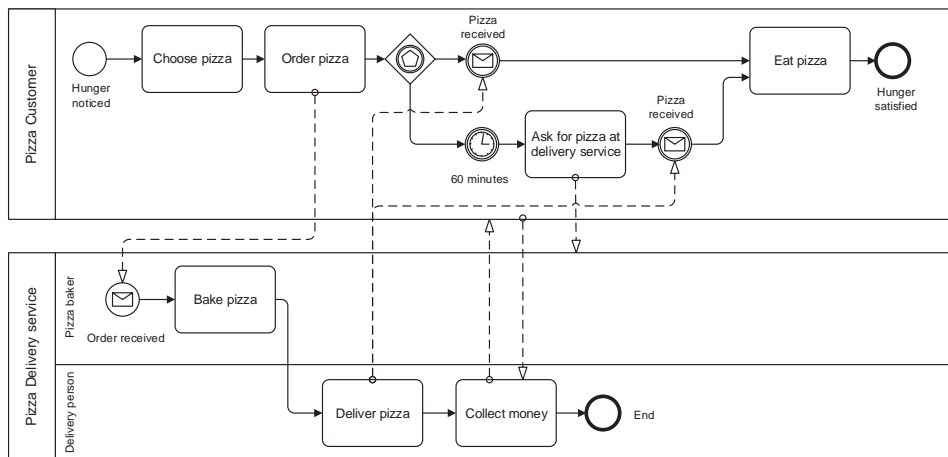 Pizza Customer
Hunger
noticed
Choose pizza
Order pizza
Pizza
received
60 minutes
Ask for pizza at
delivery service
Pizza
received
Eat pizza
Hunger
satisfied
Pizza Delivery service
Pizza baker
Order received
Bake pizza
Delivery person
Deliver pizza
Collect money
End